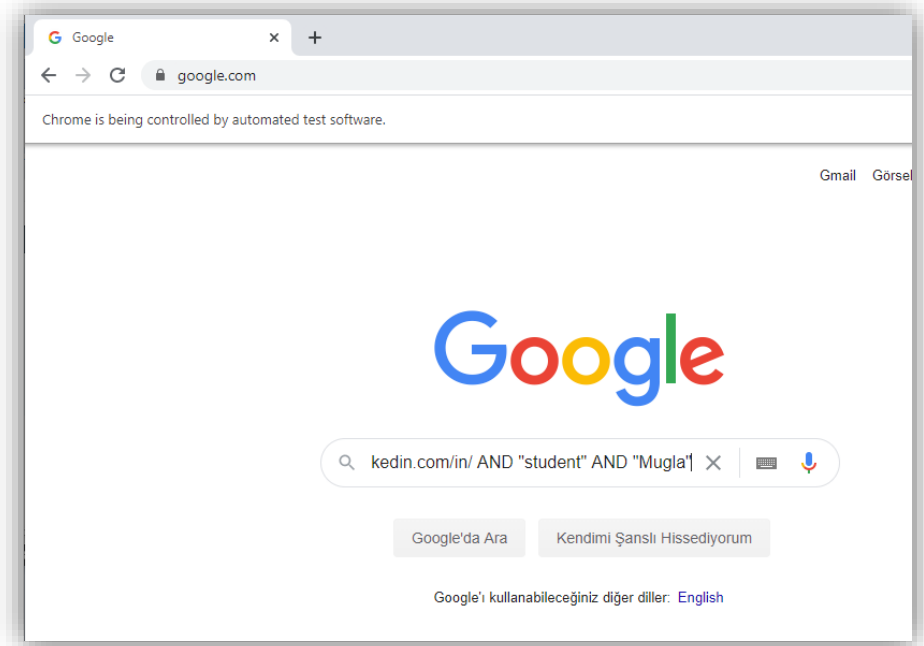 Google
google.com
Chrome is being controlled by automated test software.
Gmail Görsel
Google
kedin.com/in/ AND "student" AND "Mugla"
Google'da Ara Kendimi Şanslı Hissediyorum
Google'ı kullanabileceğiniz diğer diller: English